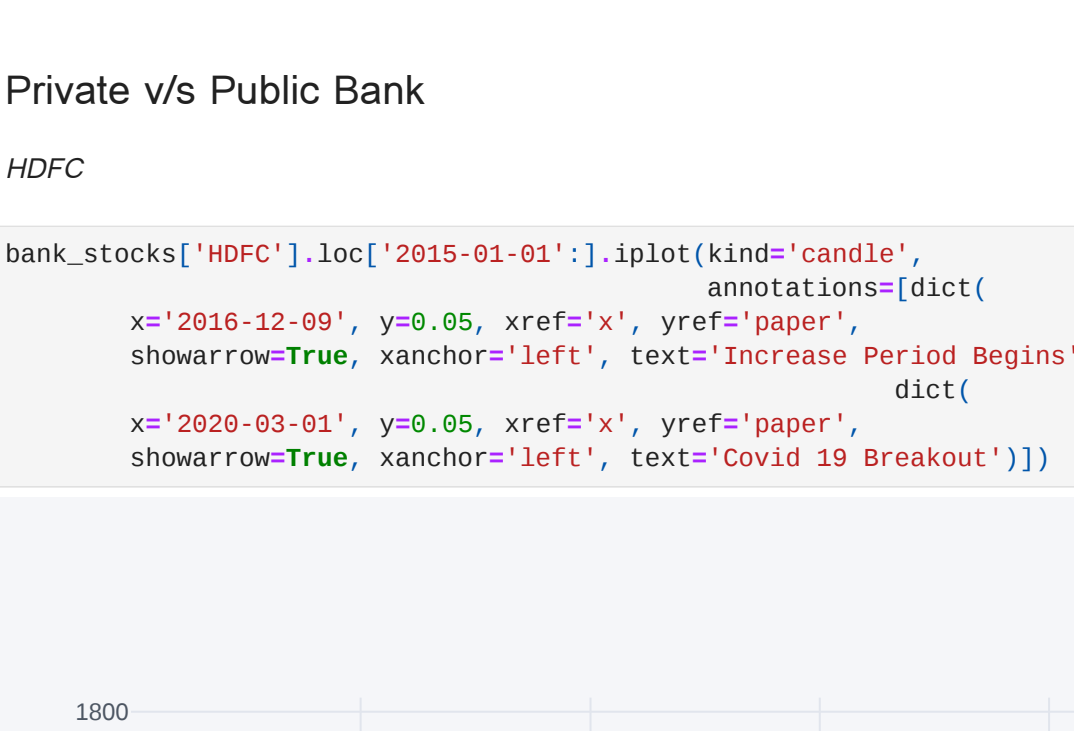 Private v/s Public Bank
HDFC
bank_stocks['HDFC'].loc['2015-01-01':].iplot(kind='candle',
annotations=[dict(
x='2016-12-09', y=0.05, xref='x', yref='paper',
showarrow=True, xanchor='left', text='Increase Period Begins'
dict(
x='2020-03-01', y=0.05, xref='x', yref='paper',
showarrow=True, xanchor='left', text='Covid 19 Breakout')])
1800